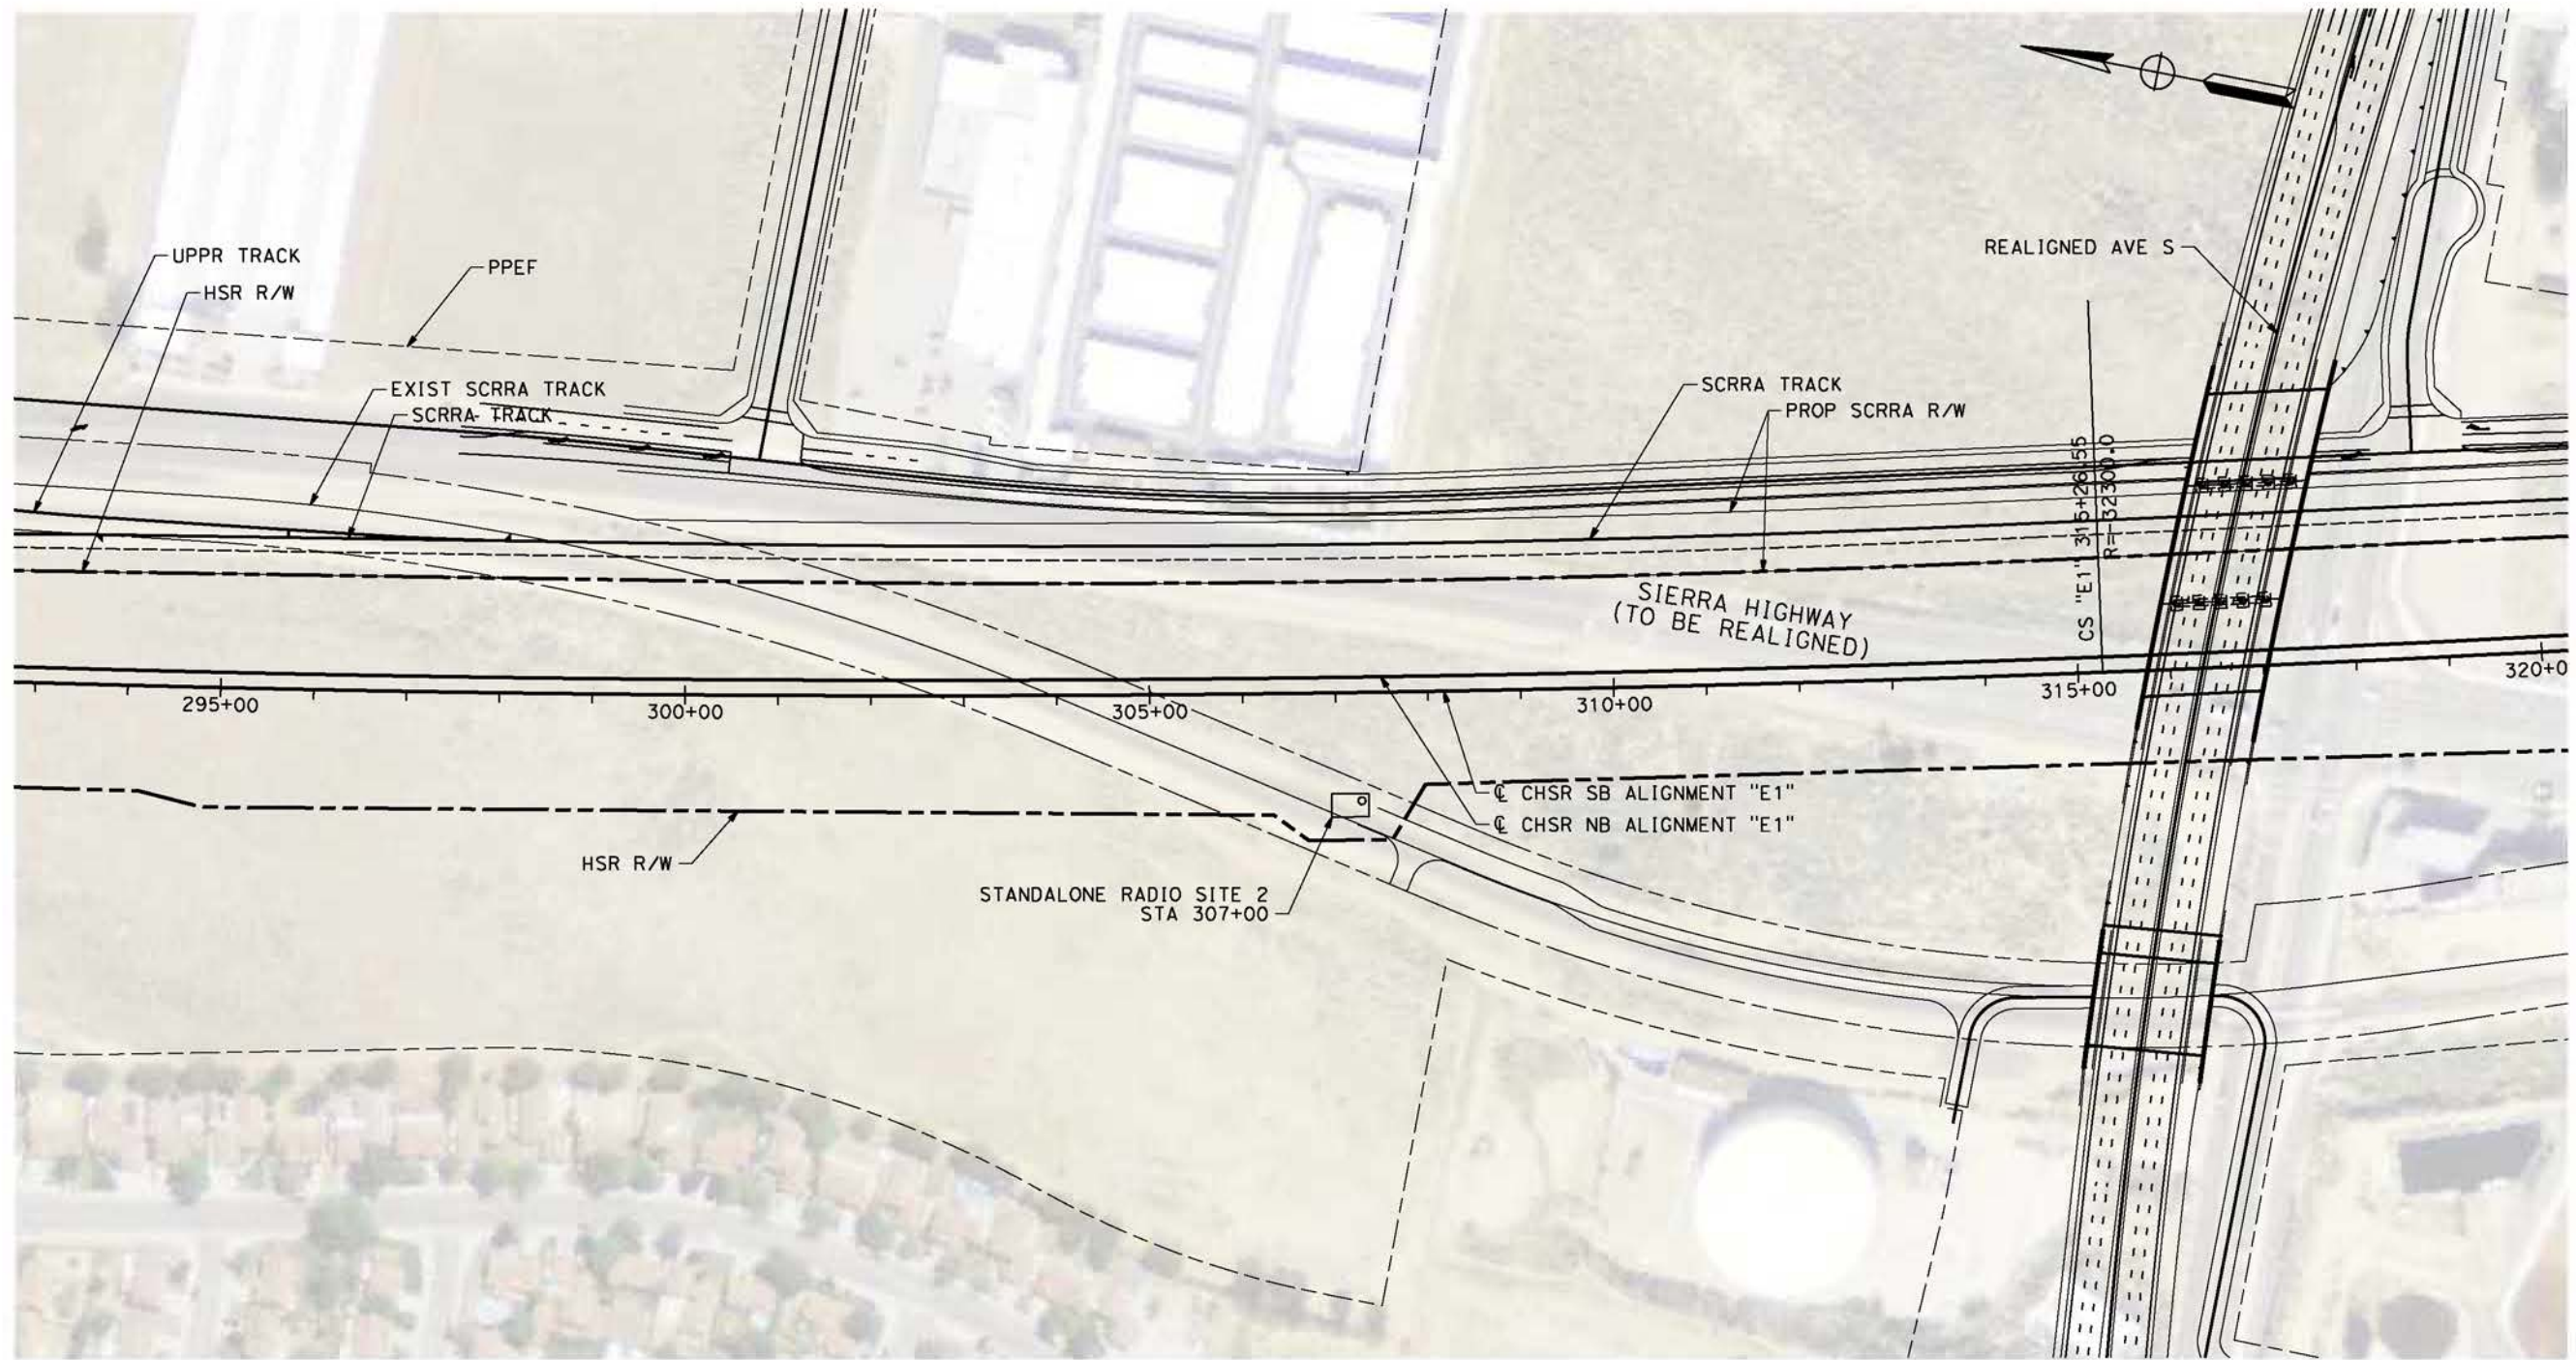 REALIGNED AVE S
UPPR TRACK
PPEF
HSR R/W
EXIST SCRRA TRACK
SCRRA TRACK
SCRRA TRACK
PROP SCRRA R/W
CS "E1" 315+26.55
R=-32300.0
SIERRA HIGHWAY
(TO BE REALIGNED)
295+00
300+00
305+00
310+00
315+00
320+0
℄ CHSR SB ALIGNMENT "E1"
℄ CHSR NB ALIGNMENT "E1"
HSR R/W
STANDALONE RADIO SITE 2
STA 307+00